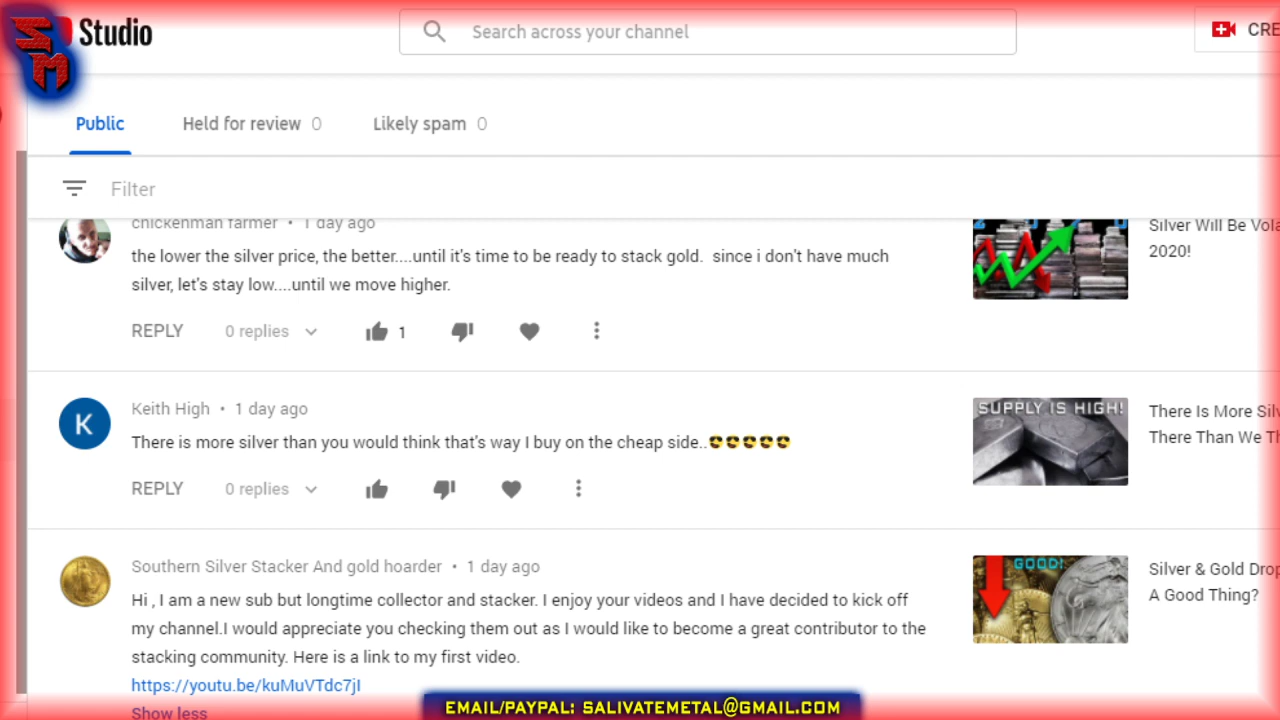 SM
Studio
Search across your channel
CRE
Public
Held for review 0
Likely spam 0
Filter
chickenman farmer • 1 day ago
the lower the silver price, the better....until it's time to be ready to stack gold. since i don't have much
silver, let's stay low....until we move higher.
REPLY
0 replies
1
Silver Will Be Vola
2020!
Keith High • 1 day ago
There is more silver than you would think that's way I buy on the cheap side..😎😎😎😎😎
REPLY
0 replies
SUPPLY IS HIGH!
There Is More Silv
There Than We Th
Southern Silver Stacker And gold hoarder • 1 day ago
Hi , I am a new sub but longtime collector and stacker. I enjoy your videos and I have decided to kick off
my channel.I would appreciate you checking them out as I would like to become a great contributor to the
stacking community. Here is a link to my first video.
https://youtu.be/kuMuVTdc7jI
Show less
GOOD!
Silver & Gold Drop
A Good Thing?
EMAIL/PAYPAL: SALIVATEMETAL@GMAIL.COM